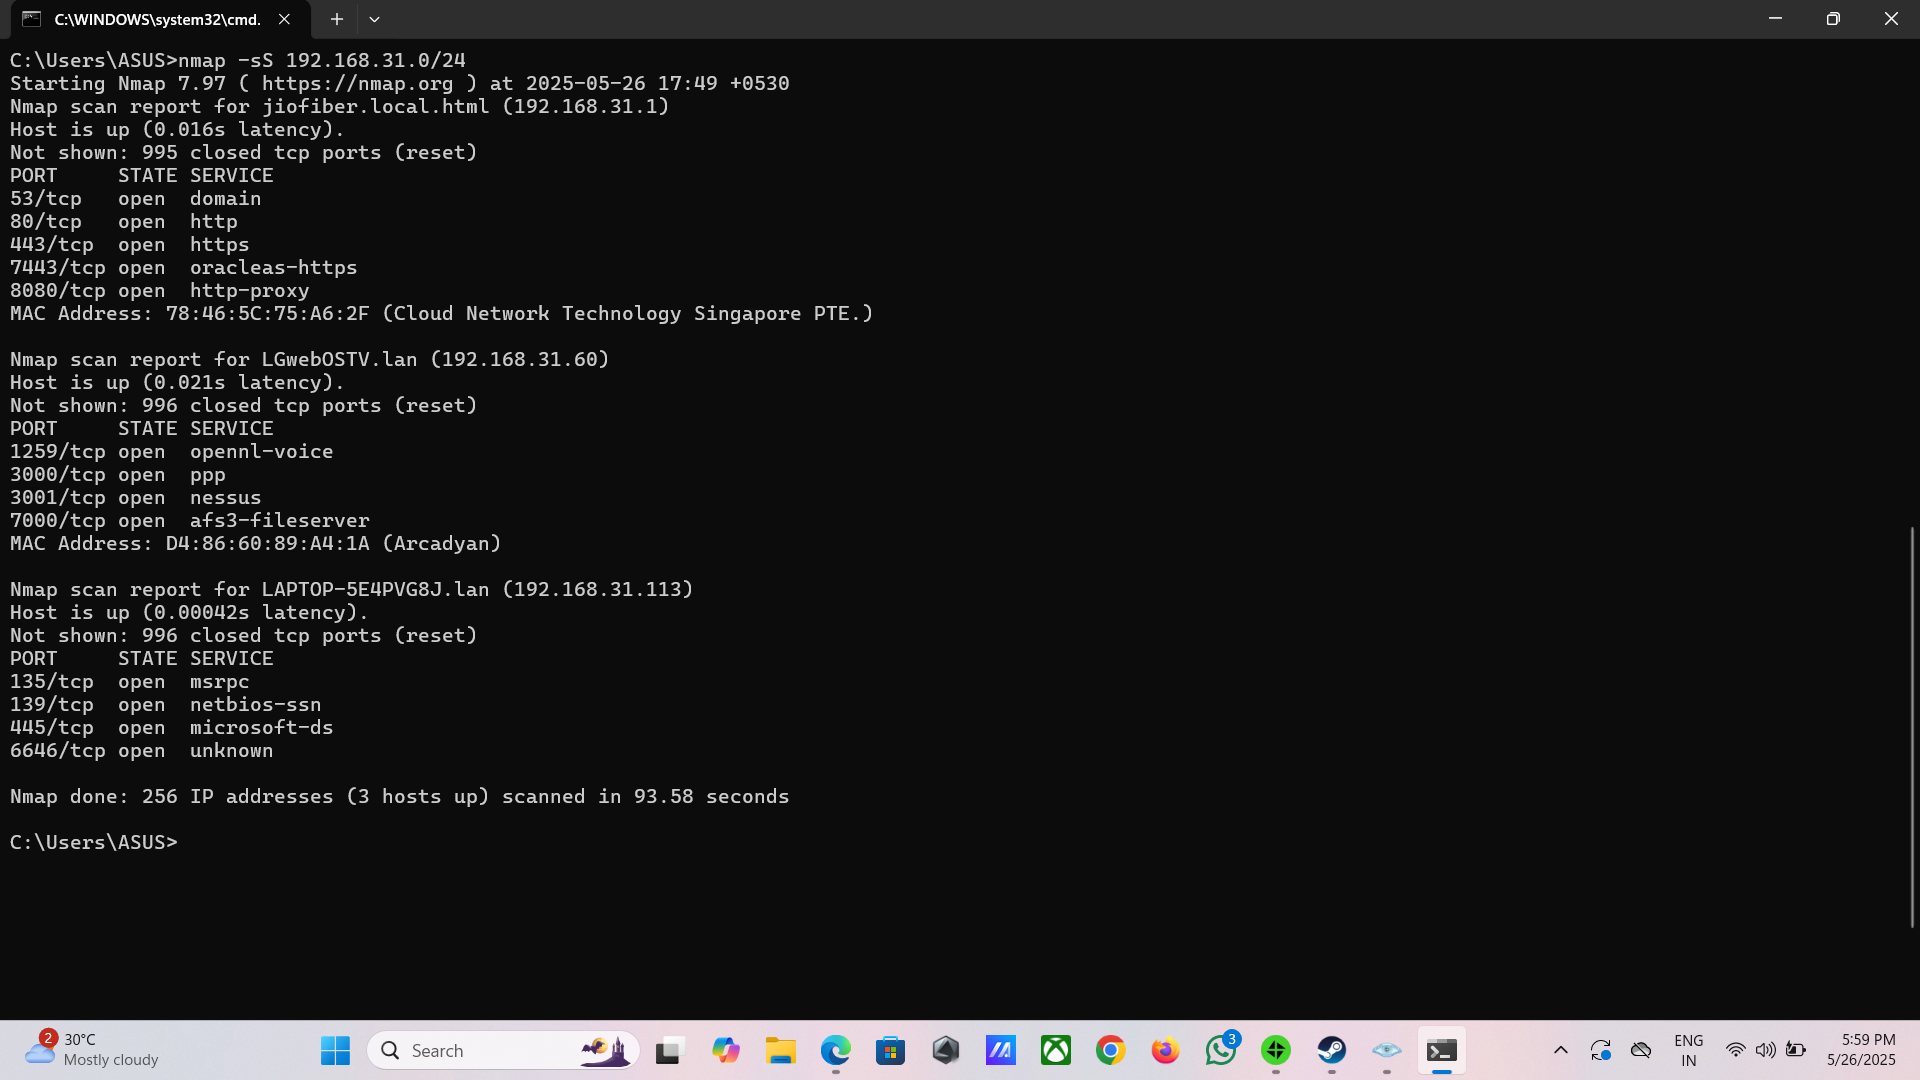 C:\WINDOWS\system32\cmd.
C:\Users\ASUS>nmap -sS 192.168.31.0/24
Starting Nmap 7.97 ( https://nmap.org ) at 2025-05-26 17:49 +0530
Nmap scan report for jiofiber.local.html (192.168.31.1)
Host is up (0.016s latency).
Not shown: 995 closed tcp ports (reset)
PORT     STATE SERVICE
53/tcp   open  domain
80/tcp   open  http
443/tcp  open  https
7443/tcp open  oracleas-https
8080/tcp open  http-proxy
MAC Address: 78:46:5C:75:A6:2F (Cloud Network Technology Singapore PTE.)
Nmap scan report for LGwebOSTV.lan (192.168.31.60)
Host is up (0.021s latency).
Not shown: 996 closed tcp ports (reset)
PORT     STATE SERVICE
1259/tcp open  opennl-voice
3000/tcp open  ppp
3001/tcp open  nessus
7000/tcp open  afs3-fileserver
MAC Address: D4:86:60:89:A4:1A (Arcadyan)
Nmap scan report for LAPTOP-5E4PVG8J.lan (192.168.31.113)
Host is up (0.00042s latency).
Not shown: 996 closed tcp ports (reset)
PORT     STATE SERVICE
135/tcp  open  msrpc
139/tcp  open  netbios-ssn
445/tcp  open  microsoft-ds
6646/tcp open  unknown
Nmap done: 256 IP addresses (3 hosts up) scanned in 93.58 seconds
C:\Users\ASUS>
2
30°C
Mostly cloudy
Search
3
ENG
IN
5:59 PM
5/26/2025